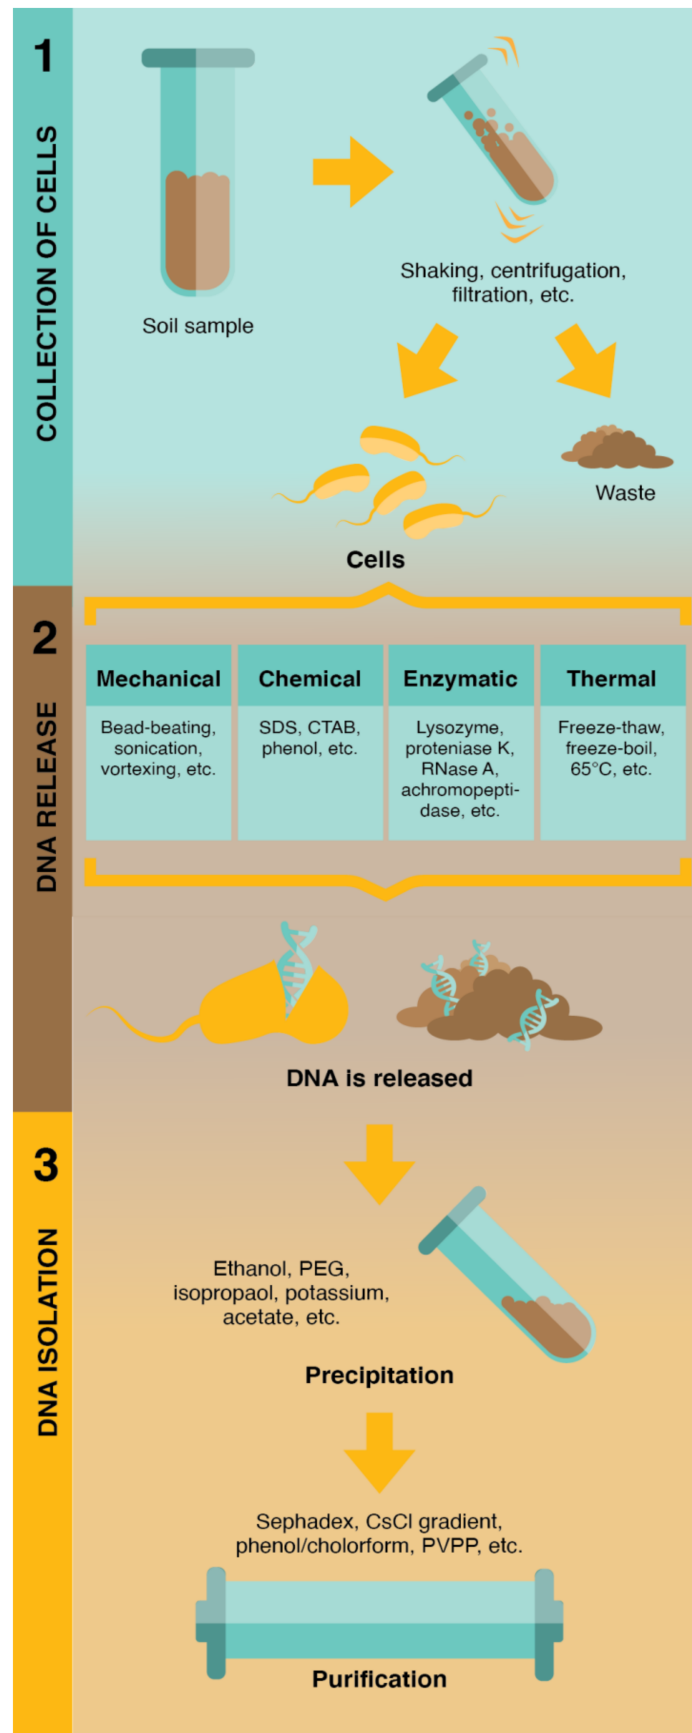 1
COLLECTION OF CELLS
Soil sample
Shaking, centrifugation,
filtration, etc.
Waste
Cells
2
DNA RELEASE
Mechanical
Bead-beating,
sonication,
vortexing, etc.
Chemical
SDS, CTAB,
phenol, etc.
Enzymatic
Lysozyme,
proteniase K,
RNase A,
achromopepti-
dase, etc.
Thermal
Freeze-thaw,
freeze-boil,
65°C, etc.
DNA is released
3
DNA ISOLATION
Ethanol, PEG,
isopropaol, potassium,
acetate, etc.
Precipitation
Sephadex, CsCl gradient,
phenol/cholorform, PVPP, etc.
Purification